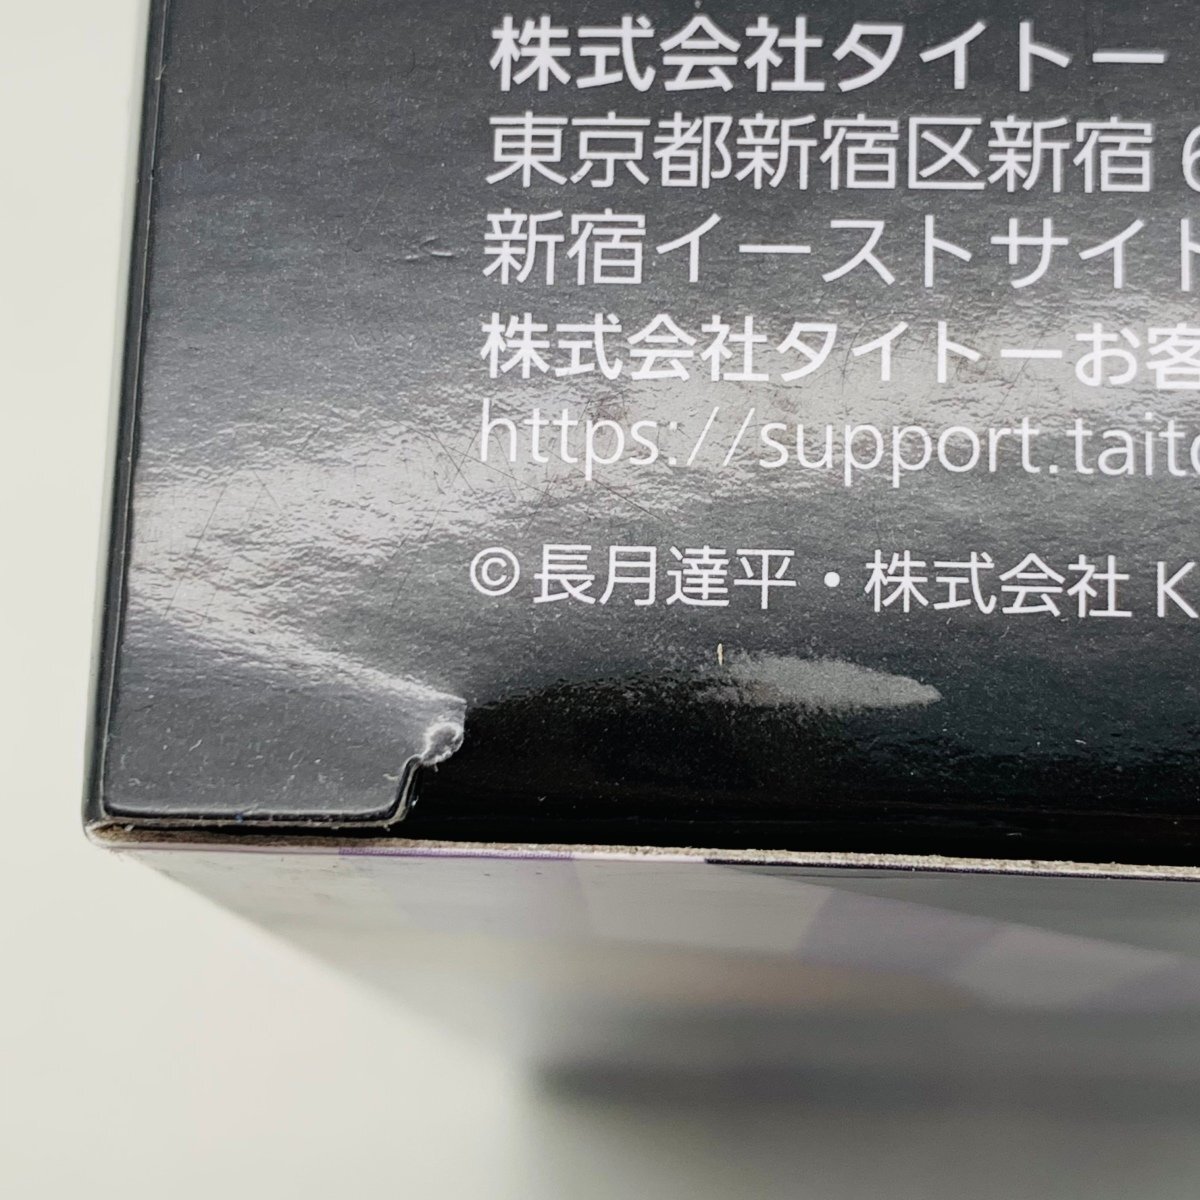 株式会社タイトー
東京都新宿区新宿 6
新宿イーストサイド
株式会社タイトーお客
https://support.taito
©長月達平・株式会社 K